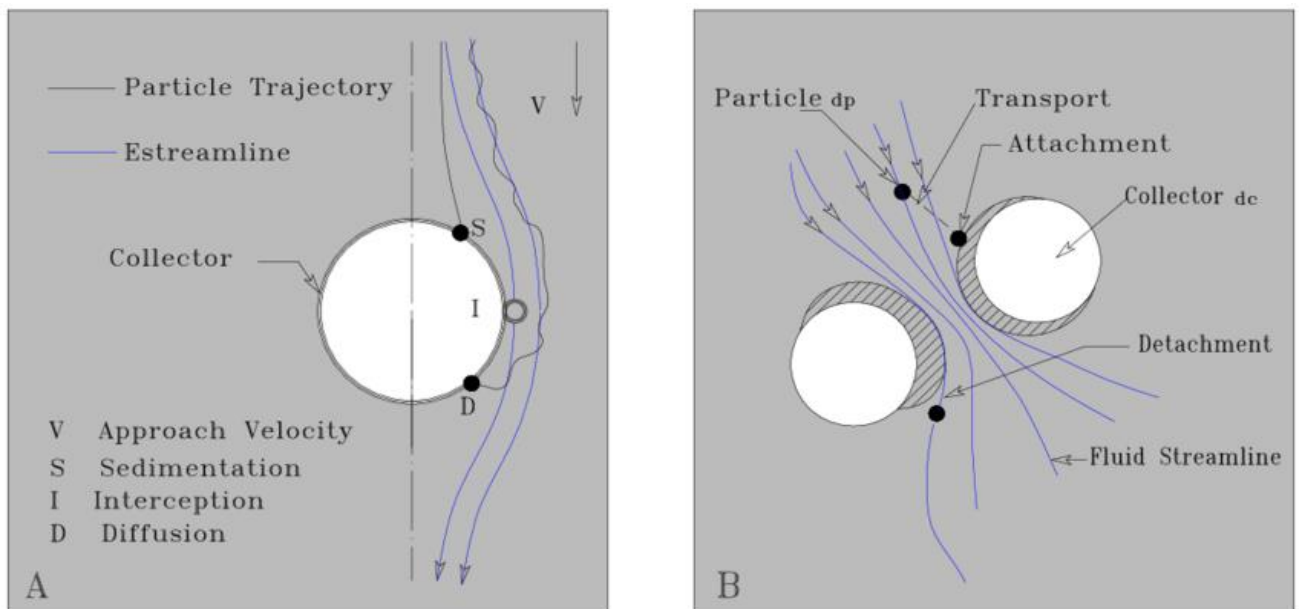 Particle Trajectory
V
Estreamline
Collector
S
I
D
V Approach Velocity
S Sedimentation
I Interception
D Diffusion
A
Particle dp
Transport
Attachment
Collector dc
Detachment
Fluid Streamline
B